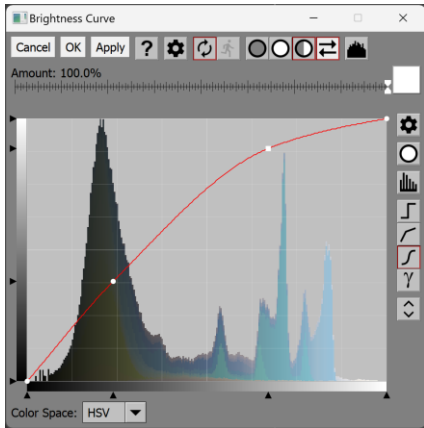 Brightness Curve
Cancel OK Apply ?
Amount: 100.0%
γ
Color Space: HSV